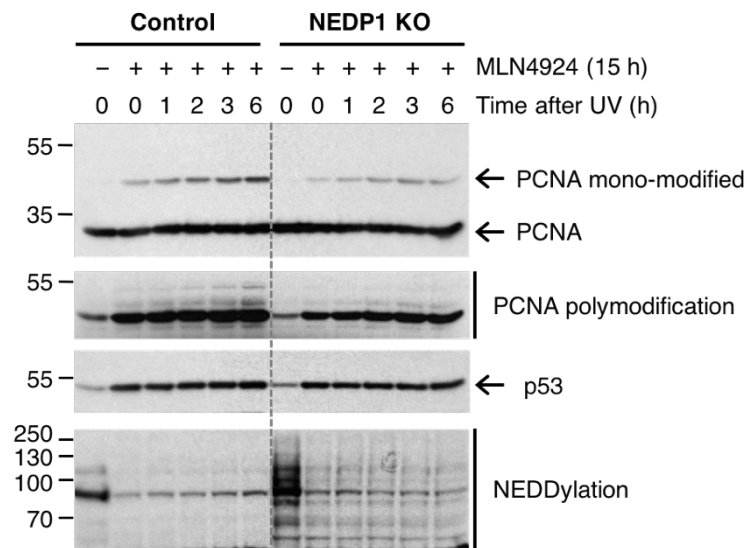 Control NEDP1 KO
– + + + + + – + + + + + MLN4924 (15 h)
0 0 1 2 3 6 0 0 1 2 3 6 Time after UV (h)
55
PCNA mono-modified
35
PCNA
55
PCNA polymodification
55
p53
250
130
100
NEDDylation
70